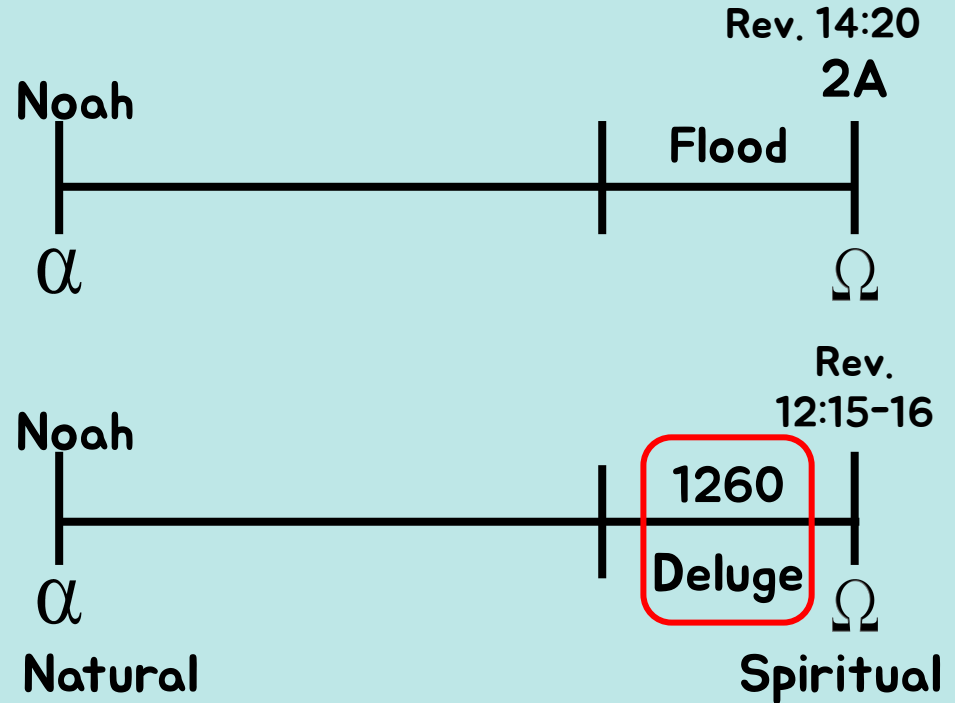 Rev. 14:20
2A
Noah
Flood
α
Ω
Rev.
12:15-16
Noah
1260
Deluge
α
Ω
Natural
Spiritual